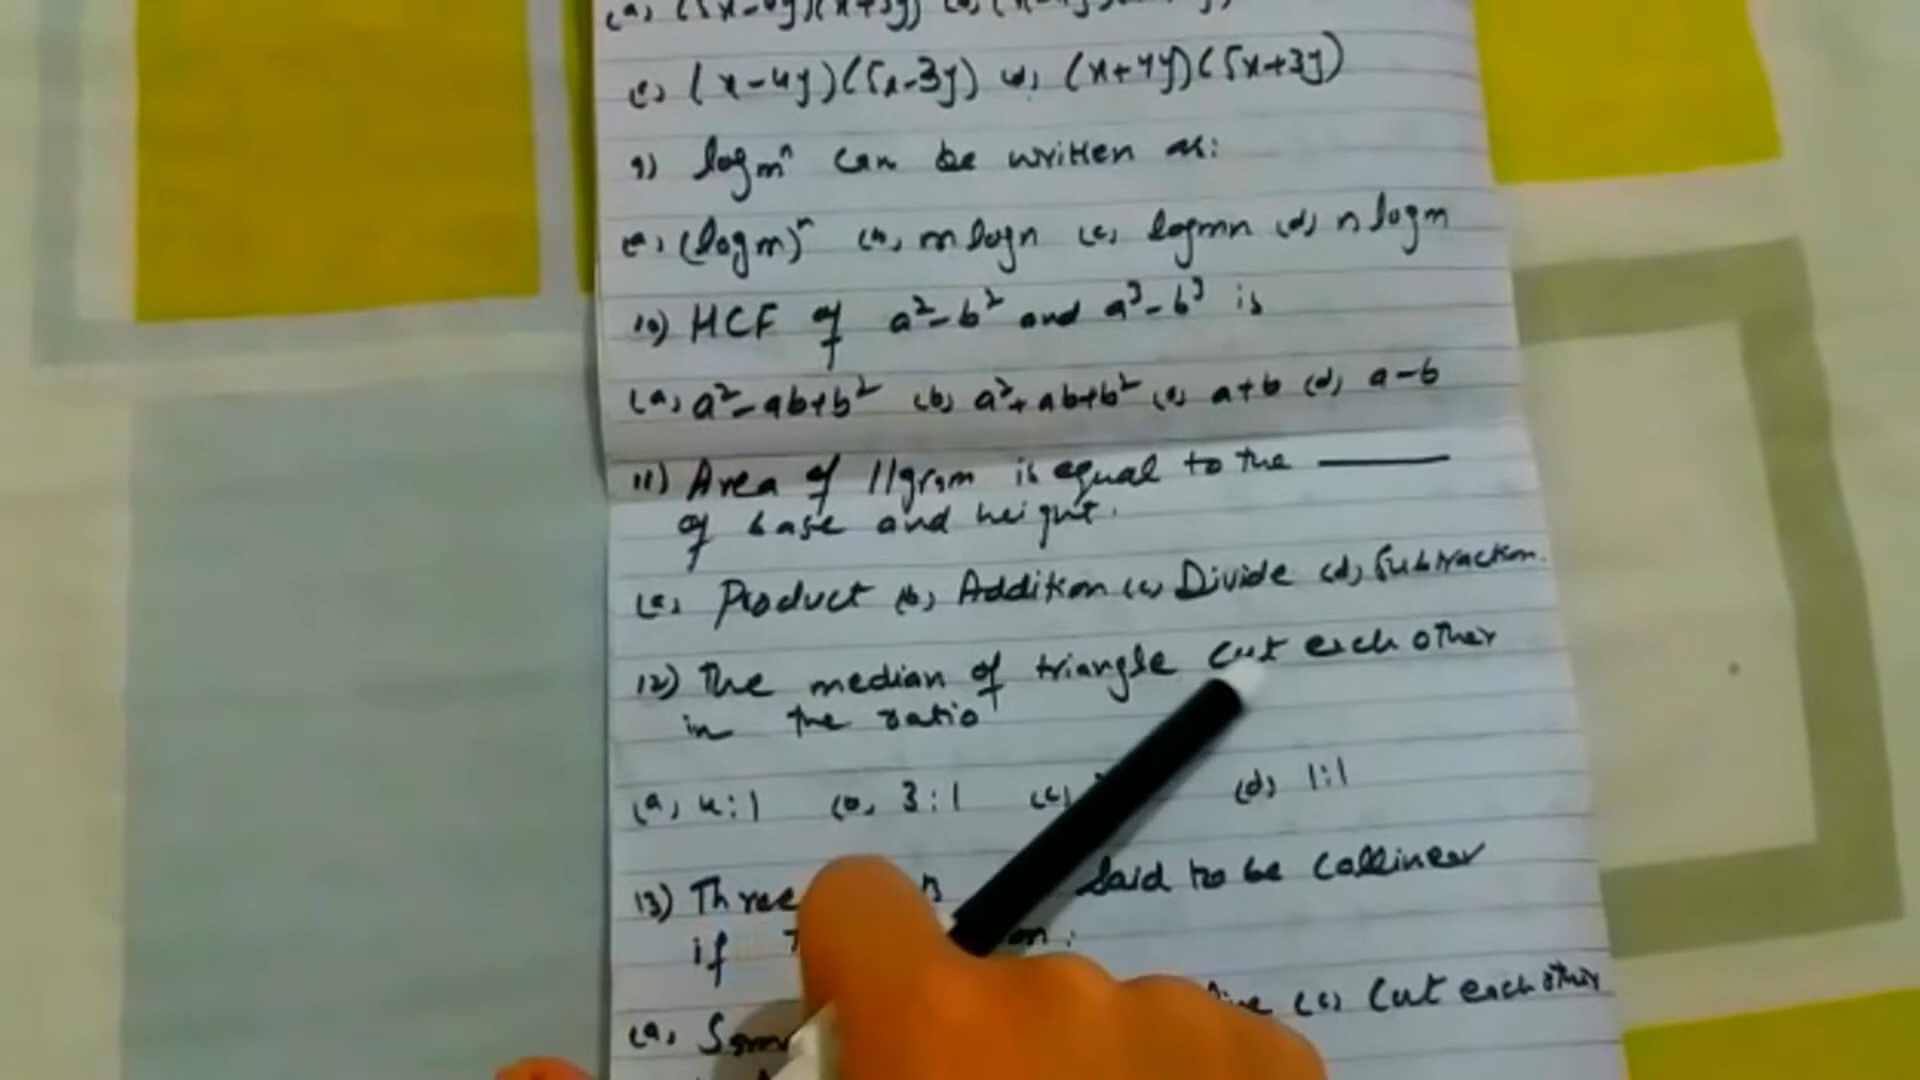 (c) (x-4y)(5x-3y) (d) (x+4y)(5x+3y)
9) log mⁿ can be written as:
(a) (log m)ⁿ (b) m log n (c) log mn (d) n log m
10) HCF of a²-b² and a³-b³ is
(a) a²-ab+b² (b) a²+ab+b² (c) a+b (d) a-b
11) Area of ||gram is equal to the ———
of base and height.
(a) Product (b) Addition (c) Divide (d) Subtraction.
12) The median of triangle cut each other
in the ratio
(a) 4:1 (b) 3:1 (c) (d) 1:1
13) Three said to be collinear
if
(a) (c) Cut each other